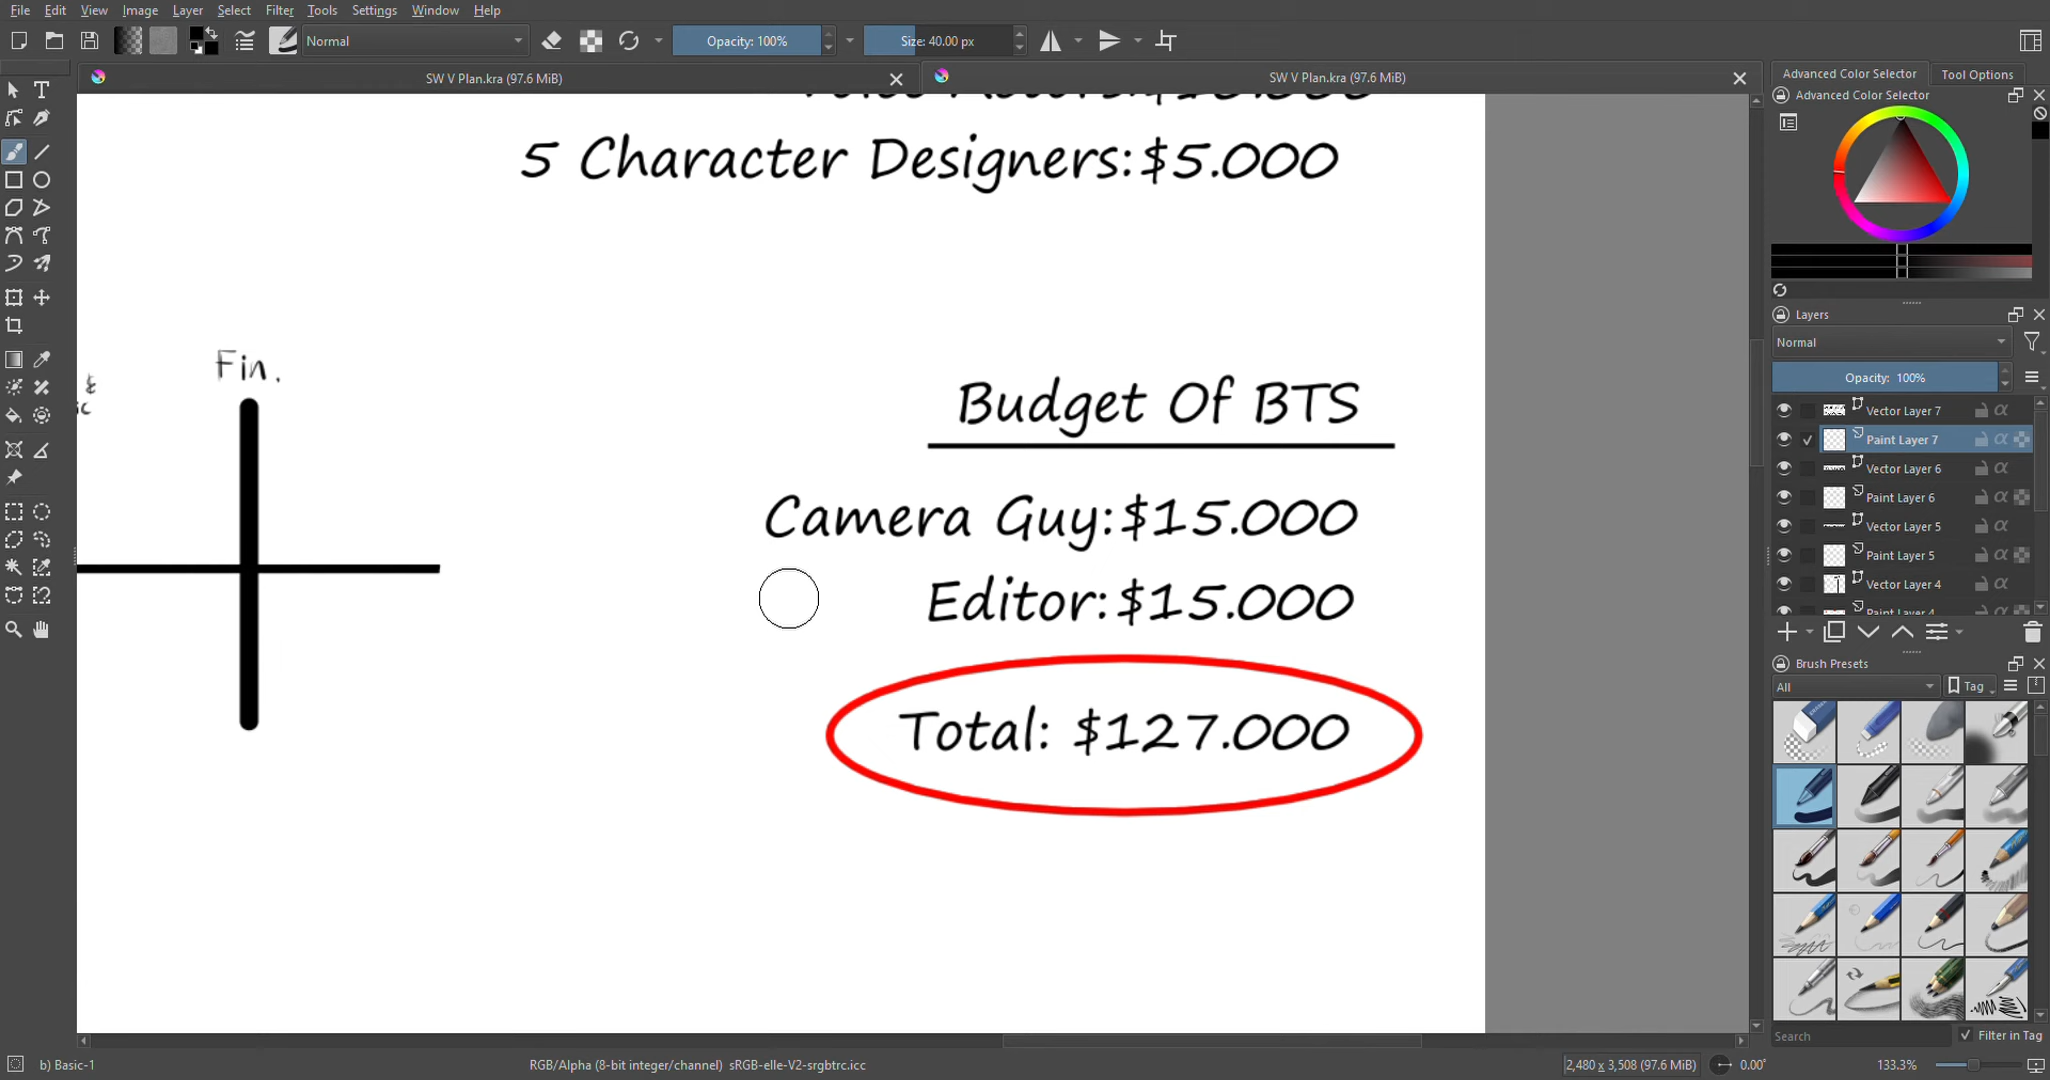 File Edit View Image Layer Select Filter Tools Settings Window Help
Normal
Opacity: 100%
Size: 40.00 px
SW V Plan.kra (97.6 MiB)
SW V Plan.kra (97.6 MiB)
5 Character Designers:$5.000
Fin.
Budget Of BTS
Camera Guy:$15.000
Editor:$15.000
Total: $127.000
Advanced Color Selector
Tool Options
Advanced Color Selector
Layers
Normal
Opacity: 100%
Vector Layer 7
Paint Layer 7
Vector Layer 6
Paint Layer 6
Vector Layer 5
Paint Layer 5
Vector Layer 4
Paint Layer 4
Brush Presets
All
Tag
Search
Filter in Tag
b) Basic-1
RGB/Alpha (8-bit integer/channel) sRGB-elle-V2-srgbtrc.icc
2,480 x 3,508 (97.6 MiB)
0.00°
133.3%